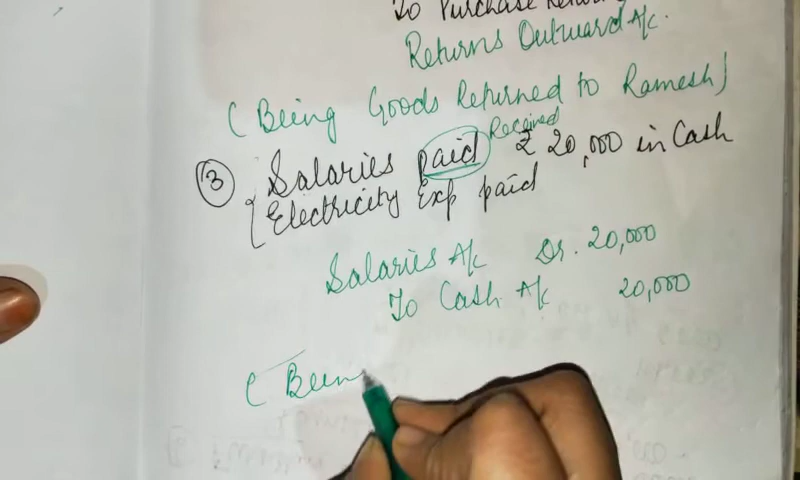 To Purchase Return
Returns Outward A/c.
(Being Goods Returned to Ramesh)
Received
③ Salaries paid ₹ 20,000 in Cash
Electricity Exp paid
Salaries A/c Dr. 20,000
To Cash A/c 20,000
( Bein